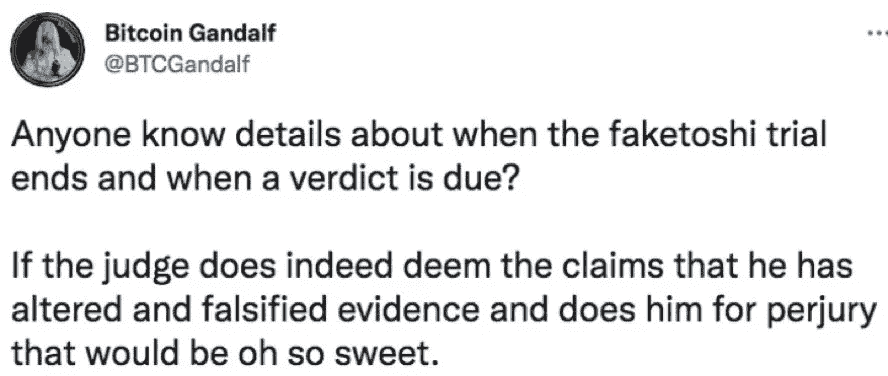 Bitcoin Gandalf
@BTCGandalf
Anyone know details about when the faketoshi trial
ends and when a verdict is due?
If the judge does indeed deem the claims that he has
altered and falsified evidence and does him for perjury
that would be oh so sweet.